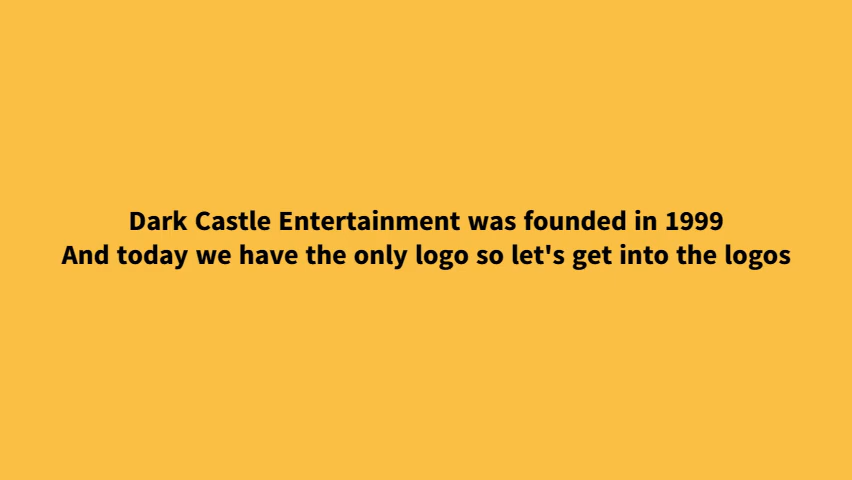 Dark Castle Entertainment was founded in 1999
And today we have the only logo so let's get into the logos